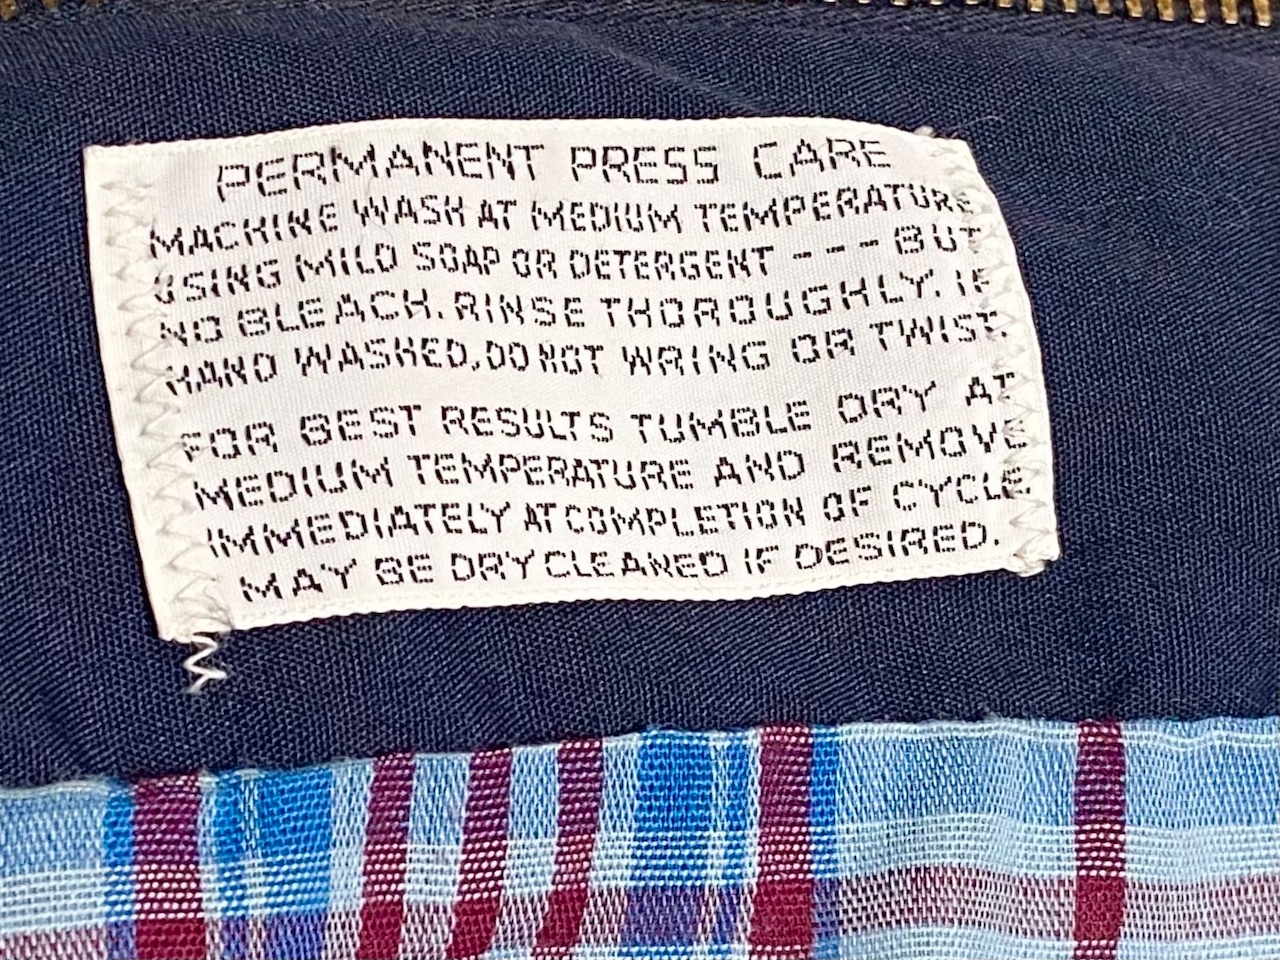 PERMANENT PRESS CARE
MACHINE WASH AT MEDIUM TEMPERATURE
USING MILD SOAP OR DETERGENT --- BUT
NO BLEACH. RINSE THOROUGHLY. IF
HAND WASHED, DO NOT WRING OR TWIST.
FOR BEST RESULTS TUMBLE DRY AT
MEDIUM TEMPERATURE AND REMOVE
IMMEDIATELY AT COMPLETION OF CYCLE.
MAY BE DRY CLEANED IF DESIRED.